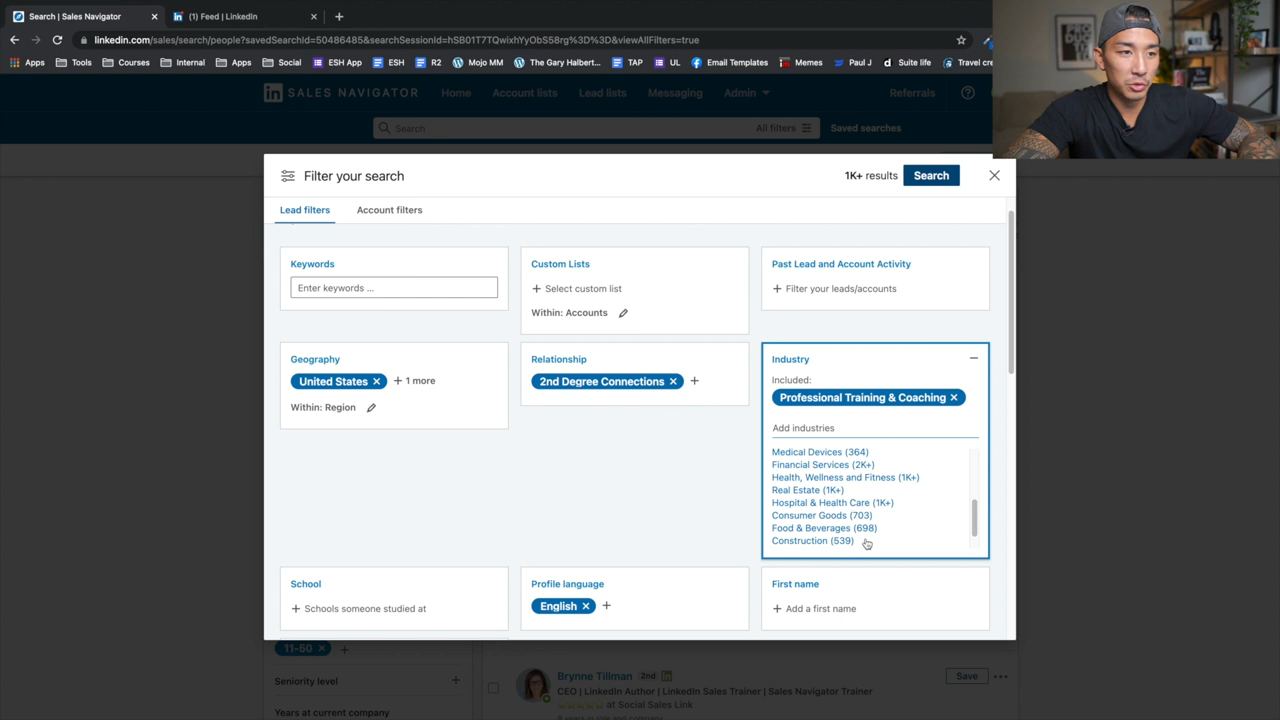 Search | Sales Navigator
(1) Feed | LinkedIn
linkedin.com/sales/search/people?savedSearchId=50486485&searchSessionId=hSB01T7TQwixhYyObS58rg%3D%3D&viewAllFilters=true
Apps
Tools
Courses
Internal
Apps
Social
ESH App
ESH
R2
Mojo MM
The Gary Halbert...
TAP
UL
Email Templates
Memes
Paul J
Suite life
Travel cre
in SALES NAVIGATOR
Home
Account lists
Lead lists
Messaging
Admin
Referrals
Search
All filters
Saved searches
Filter your search
1K+ results
Search
Lead filters
Account filters
Keywords
Enter keywords ...
Custom Lists
+ Select custom list
Within: Accounts
Past Lead and Account Activity
+ Filter your leads/accounts
Geography
United States ×
+ 1 more
Within: Region
Relationship
2nd Degree Connections ×
+
Industry
Included:
Professional Training & Coaching ×
Add industries
Medical Devices (364)
Financial Services (2K+)
Health, Wellness and Fitness (1K+)
Real Estate (1K+)
Hospital & Health Care (1K+)
Consumer Goods (703)
Food & Beverages (698)
Construction (539)
School
+ Schools someone studied at
Profile language
English ×
+
First name
+ Add a first name
11-50 ×
+
Seniority level
+
Years at current company
Brynne Tillman 2nd in
Save
CEO | LinkedIn Author | LinkedIn Sales Trainer | Sales Navigator Trainer
at Social Sales Link